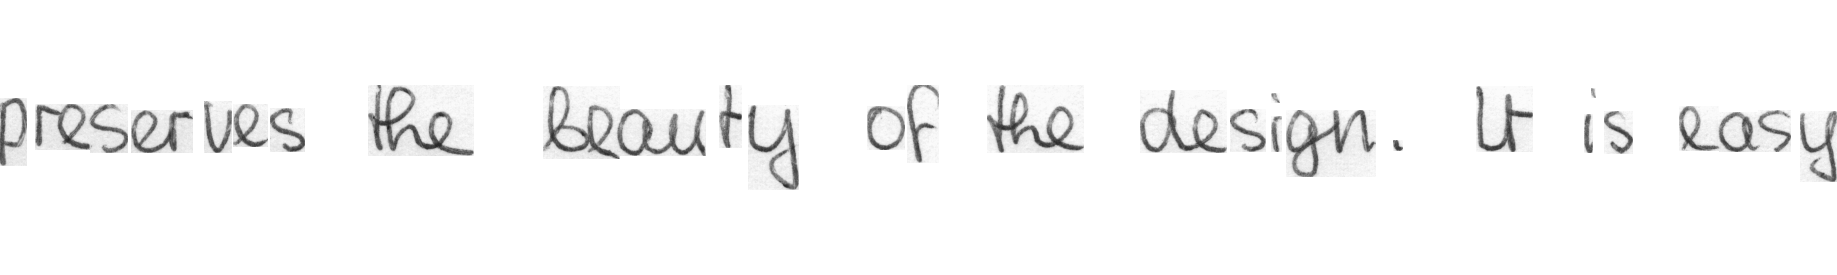 preserves the beauty of the design. It is easy